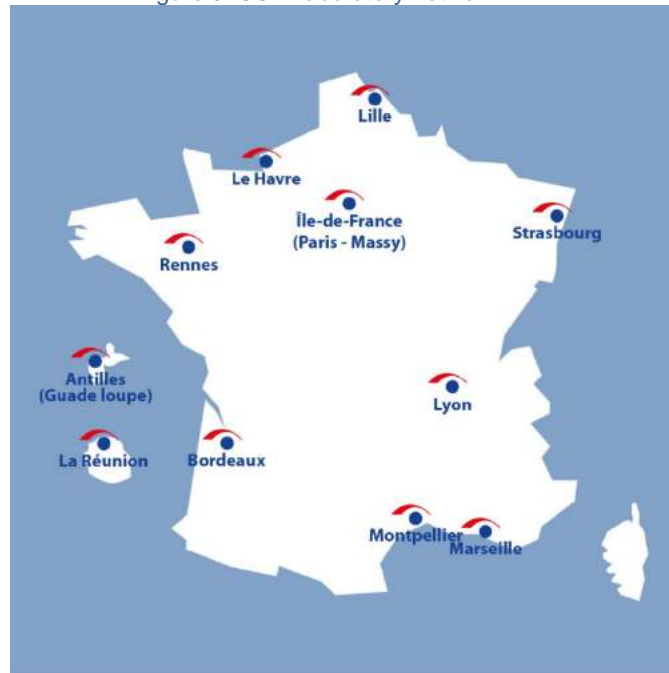 Lille
Le Havre
Île-de-France
(Paris - Massy)
Strasbourg
Rennes
Antilles
(Guade loupe)
Lyon
La Réunion
Bordeaux
Montpellier
Marseille